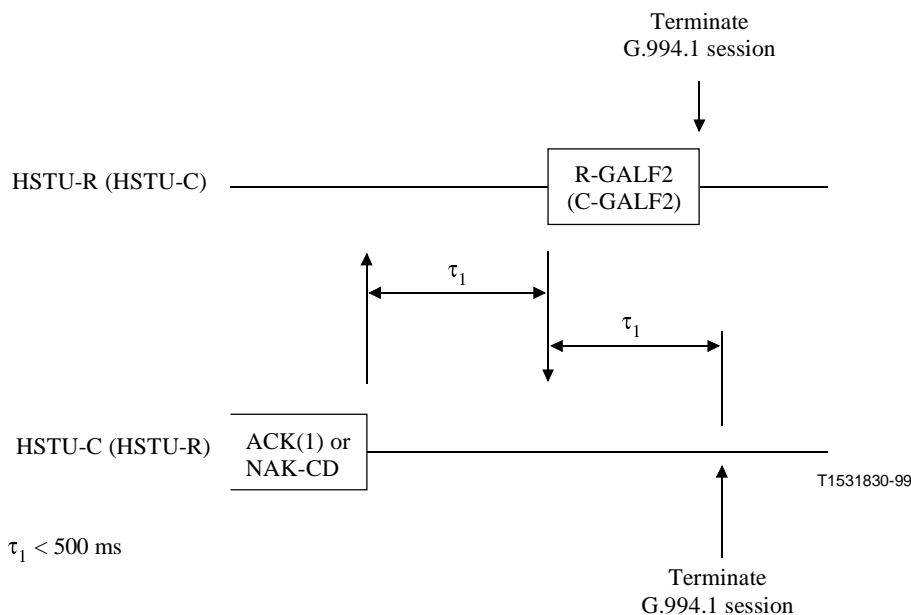 Terminate
G.994.1 session
HSTU-R (HSTU-C)
R-GALF2
(C-GALF2)
τ1
τ1
HSTU-C (HSTU-R)
ACK(1) or
NAK-CD
T1531830-99
τ1 < 500 ms
Terminate
G.994.1 session